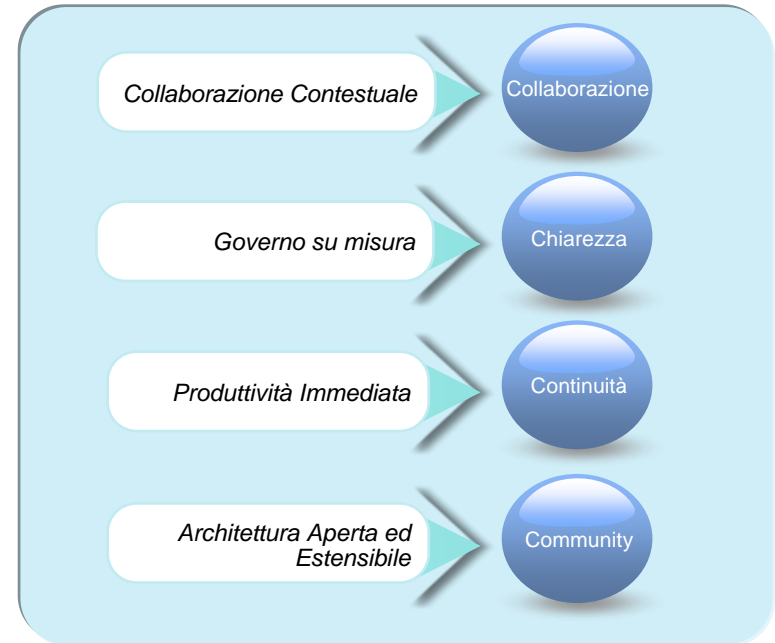 Collaborazione Contestuale
Collaborazione
Governo su misura
Chiarezza
Produttività Immediata
Continuità
Architettura Aperta ed
Estensibile
Community